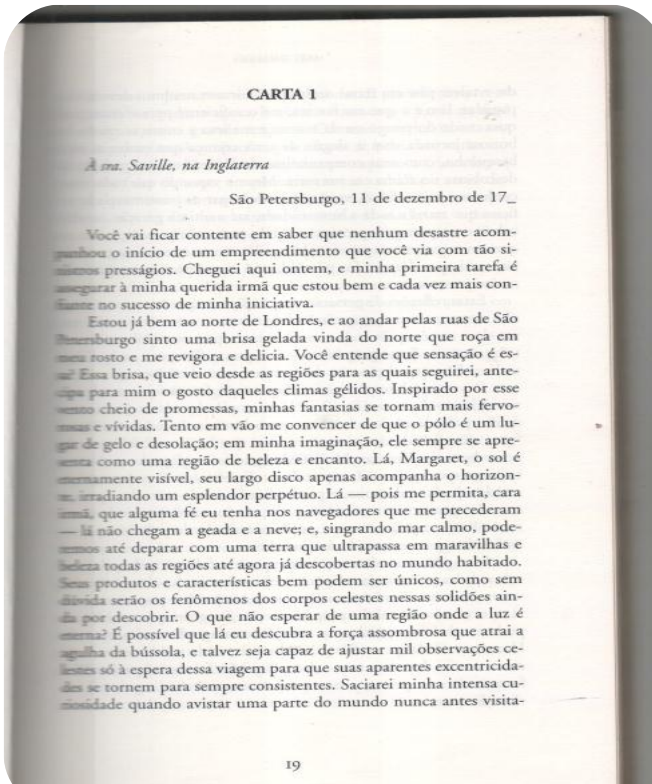 CARTA 1
À sra. Saville, na Inglaterra
São Petersburgo, 11 de dezembro de 17_
Você vai ficar contente em saber que nenhum desastre acom-
panhou o início de um empreendimento que você via com tão si-
nistros presságios. Cheguei aqui ontem, e minha primeira tarefa é
assegurar à minha querida irmã que estou bem e cada vez mais con-
fiante no sucesso de minha iniciativa.
Estou já bem ao norte de Londres, e ao andar pelas ruas de São
Petersburgo sinto uma brisa gelada vinda do norte que roça em
meu rosto e me revigora e delicia. Você entende que sensação é es-
sa? Essa brisa, que veio desde as regiões para as quais seguirei, ante-
cipa para mim o gosto daqueles climas gélidos. Inspirado por esse
vento cheio de promessas, minhas fantasias se tornam mais fervo-
rosas e vívidas. Tento em vão me convencer de que o pólo é um lu-
gar de gelo e desolação; em minha imaginação, ele sempre se apre-
senta como uma região de beleza e encanto. Lá, Margaret, o sol é
eternamente visível, seu largo disco apenas acompanha o horizon-
te, irradiando um esplendor perpétuo. Lá — pois me permita, cara
irmã, que alguma fé eu tenha nos navegadores que me precederam
— lá não chegam a geada e a neve; e, singrando mar calmo, pode-
remos até deparar com uma terra que ultrapassa em maravilhas e
beleza todas as regiões até agora já descobertas no mundo habitado.
Seus produtos e características bem podem ser únicos, como sem
dúvida serão os fenômenos dos corpos celestes nessas solidões ain-
da por descobrir. O que não esperar de uma região onde a luz é
eterna? É possível que lá eu descubra a força assombrosa que atrai a
agulha da bússola, e talvez seja capaz de ajustar mil observações ce-
lestes só à espera dessa viagem para que suas aparentes excentricida-
des se tornem para sempre consistentes. Saciarei minha intensa cu-
riosidade quando avistar uma parte do mundo nunca antes visita-
19